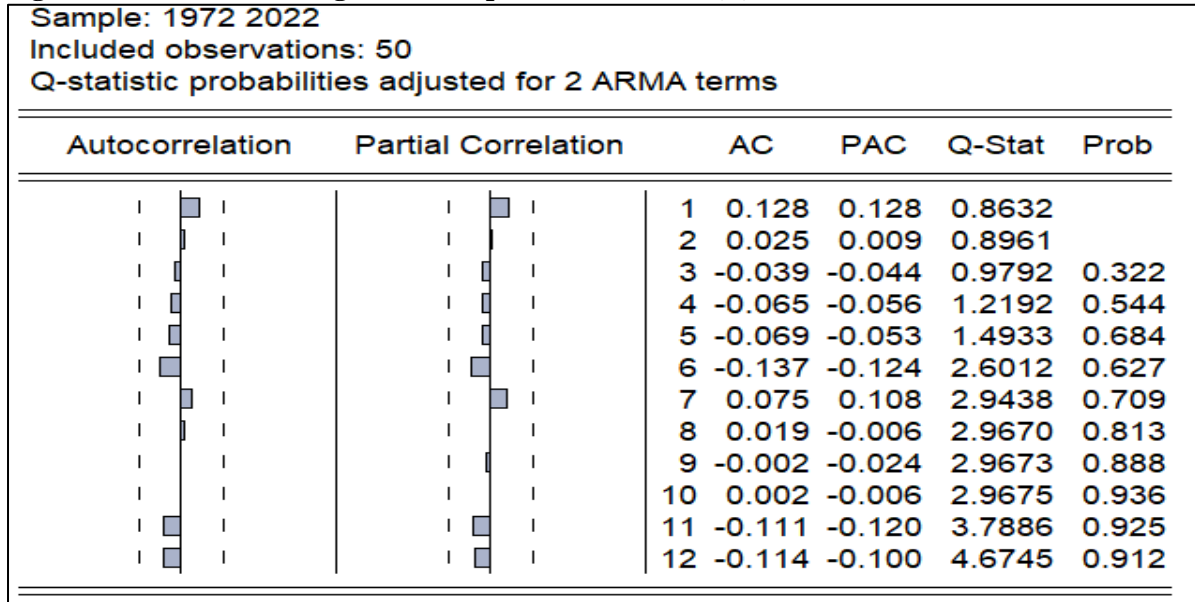 Sample: 1972 2022
Included observations: 50
Q-statistic probabilities adjusted for 2 ARMA terms
Autocorrelation Partial Correlation AC PAC Q-Stat Prob
1 0.128 0.128 0.8632
2 0.025 0.009 0.8961
3 -0.039 -0.044 0.9792 0.322
4 -0.065 -0.056 1.2192 0.544
5 -0.069 -0.053 1.4933 0.684
6 -0.137 -0.124 2.6012 0.627
7 0.075 0.108 2.9438 0.709
8 0.019 -0.006 2.9670 0.813
9 -0.002 -0.024 2.9673 0.888
10 0.002 -0.006 2.9675 0.936
11 -0.111 -0.120 3.7886 0.925
12 -0.114 -0.100 4.6745 0.912